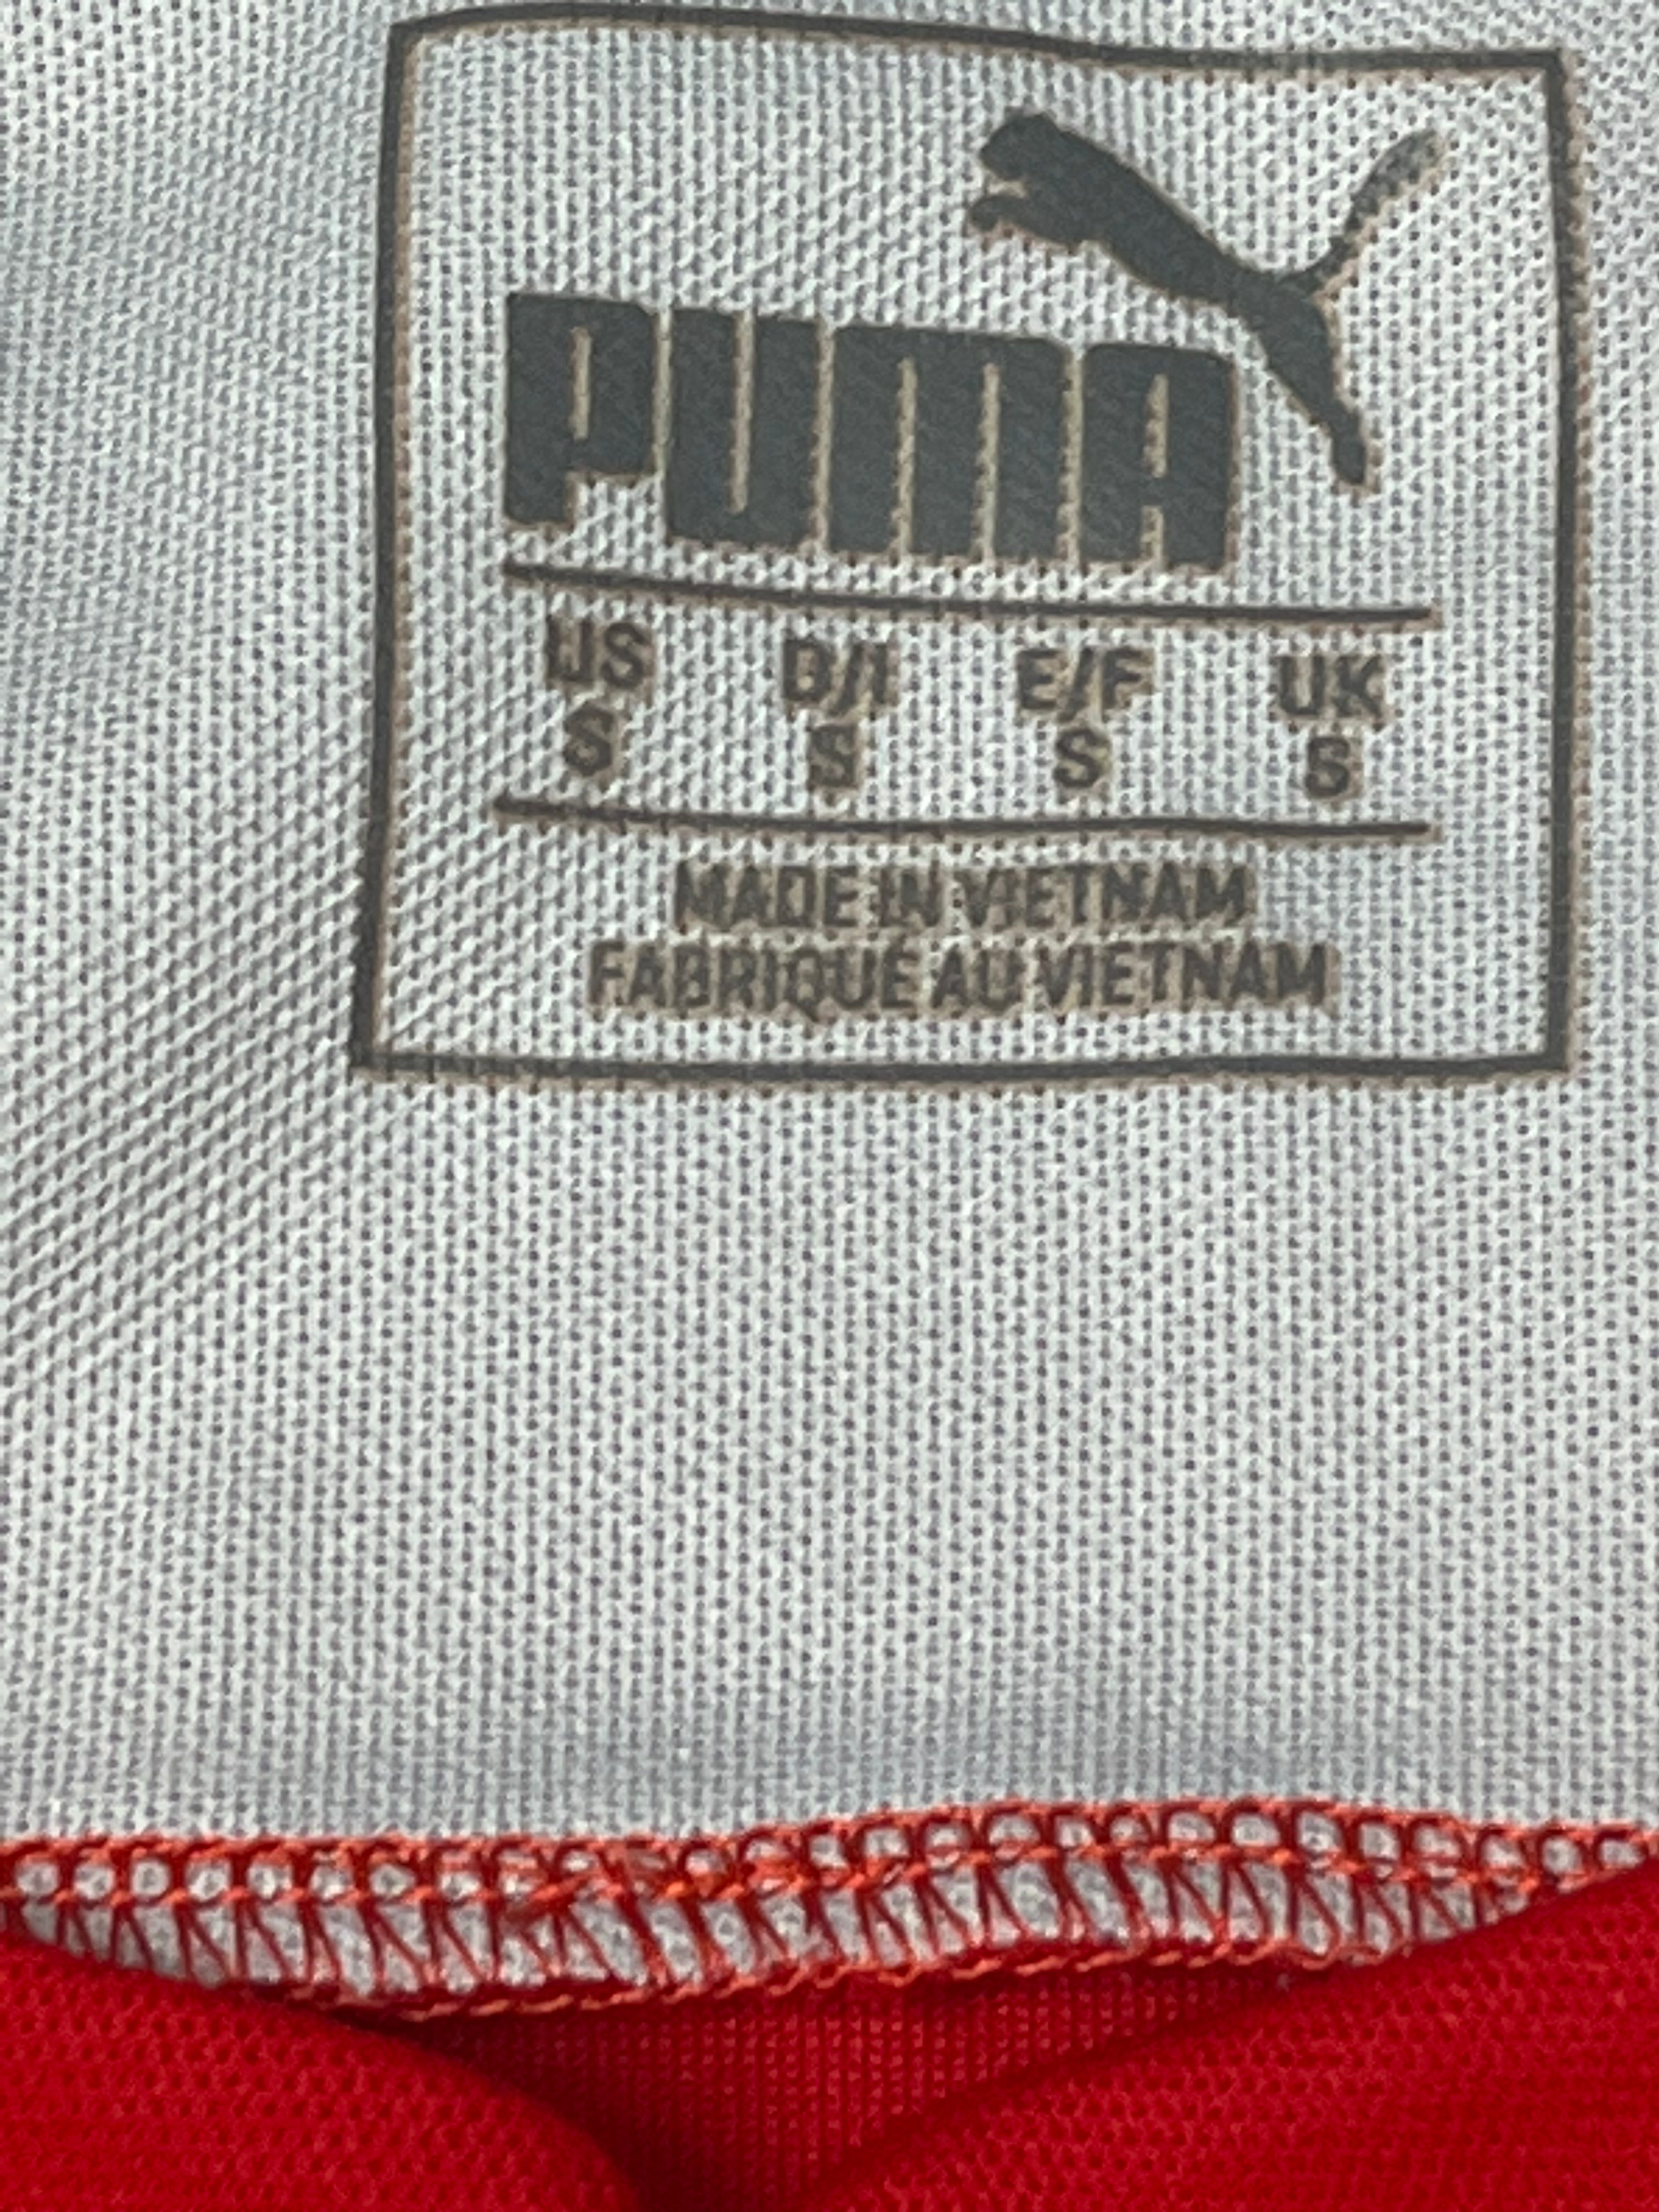 PUMA
US D/I E/F UK
S S S S
MADE IN VIETNAM
FABRIQUÉ AU VIETNAM